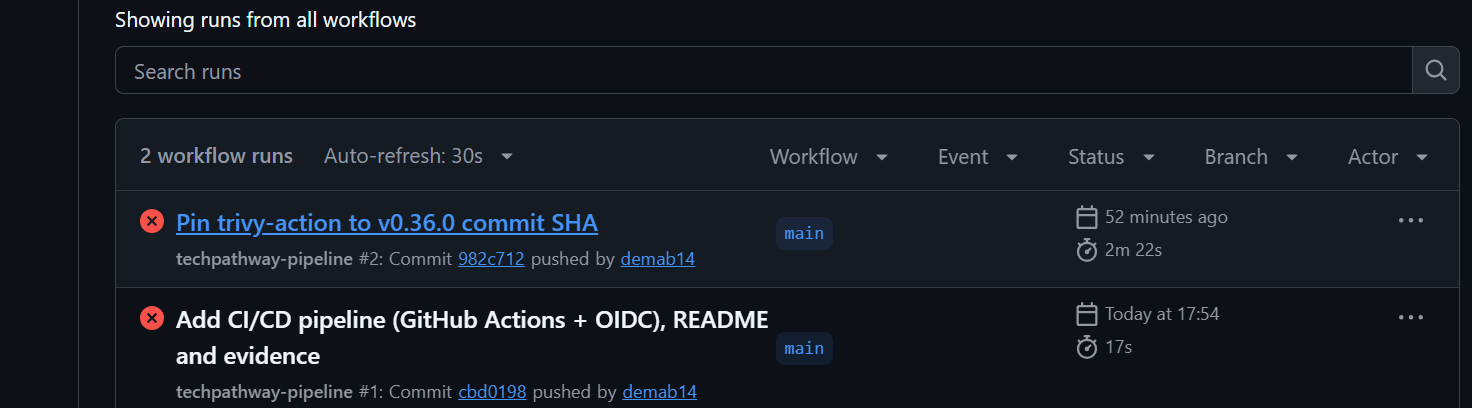 Showing runs from all workflows
Search runs
2 workflow runs Auto-refresh: 30s Workflow Event Status Branch Actor
Pin trivy-action to v0.36.0 commit SHA
techpathway-pipeline #2: Commit 982c712 pushed by demab14
main
52 minutes ago
2m 22s
Add CI/CD pipeline (GitHub Actions + OIDC), README
and evidence
techpathway-pipeline #1: Commit cbd0198 pushed by demab14
main
Today at 17:54
17s